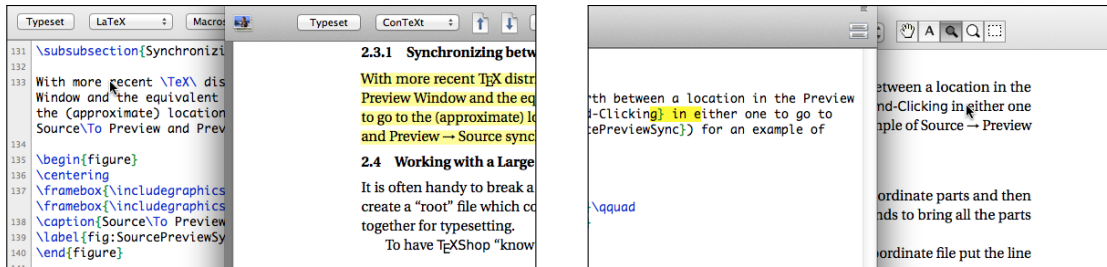 Typeset LaTeX Macros
131 \subsubsection{Synchronizi
132
133 With more recent \TeX\ dis
Window and the equivalent
the (approximate) location
Source\To Preview and Prev
134
135 \begin{figure}
136 \centering
137 \framebox{\includegraphics
\framebox{\includegraphics
138 \caption{Source\To Preview
139 \label{fig:SourcePreviewSy
140 \end{figure}
141
Typeset ConTeXt
2.3.1 Synchronizing betw
With more recent TEX distr
Preview Window and the eq
to go to the (approximate) lo
and Preview → Source sync
2.4 Working with a Large
It is often handy to break a
create a “root” file which co
together for typesetting.
To have TEXShop “know
rth between a location in the Preview
d-Clicking} in either one to go to
cePreviewSync}) for an example of
}\qquad
}
A
etween a location in the
nd-Clicking in either one
mple of Source → Preview
ordinate parts and then
nds to bring all the parts
ordinate file put the line